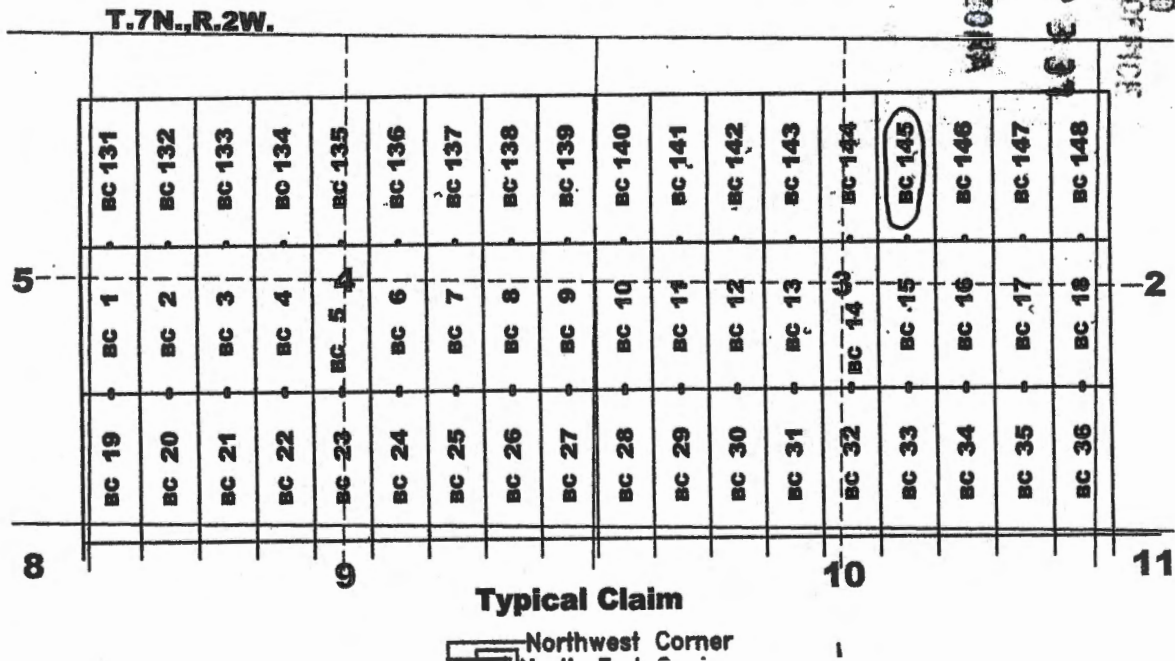 T.7N.,R.2W.
BC 131 BC 132 BC 133 BC 134 BC 135 BC 136 BC 137 BC 138 BC 139 BC 140 BC 141 BC 142 BC 143 BC 144 BC 145 BC 146 BC 147 BC 148
5 4 3 2
BC 1 BC 2 BC 3 BC 4 BC 5 BC 6 BC 7 BC 8 BC 9 BC 10 BC 11 BC 12 BC 13 BC 14 BC 15 BC 16 BC 17 BC 18
BC 19 BC 20 BC 21 BC 22 BC 23 BC 24 BC 25 BC 26 BC 27 BC 28 BC 29 BC 30 BC 31 BC 32 BC 33 BC 34 BC 35 BC 36
8 9 10 11
Typical Claim
Northwest Corner